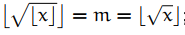 ⌊√⌊x⌋⌋ = m = ⌊√x⌋;